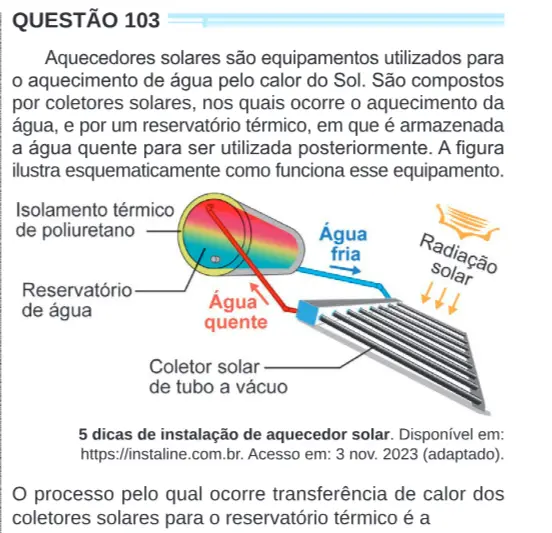 QUESTÃO 103
Aquecedores solares são equipamentos utilizados para
o aquecimento de água pelo calor do Sol. São compostos
por coletores solares, nos quais ocorre o aquecimento da
água, e por um reservatório térmico, em que é armazenada
a água quente para ser utilizada posteriormente. A figura
ilustra esquematicamente como funciona esse equipamento.
Isolamento térmico
de poliuretano
Água
fria
Radiação
solar
Reservatório
de água
Água
quente
Coletor solar
de tubo a vácuo
5 dicas de instalação de aquecedor solar. Disponível em:
https://instaline.com.br. Acesso em: 3 nov. 2023 (adaptado).
O processo pelo qual ocorre transferência de calor dos
coletores solares para o reservatório térmico é a